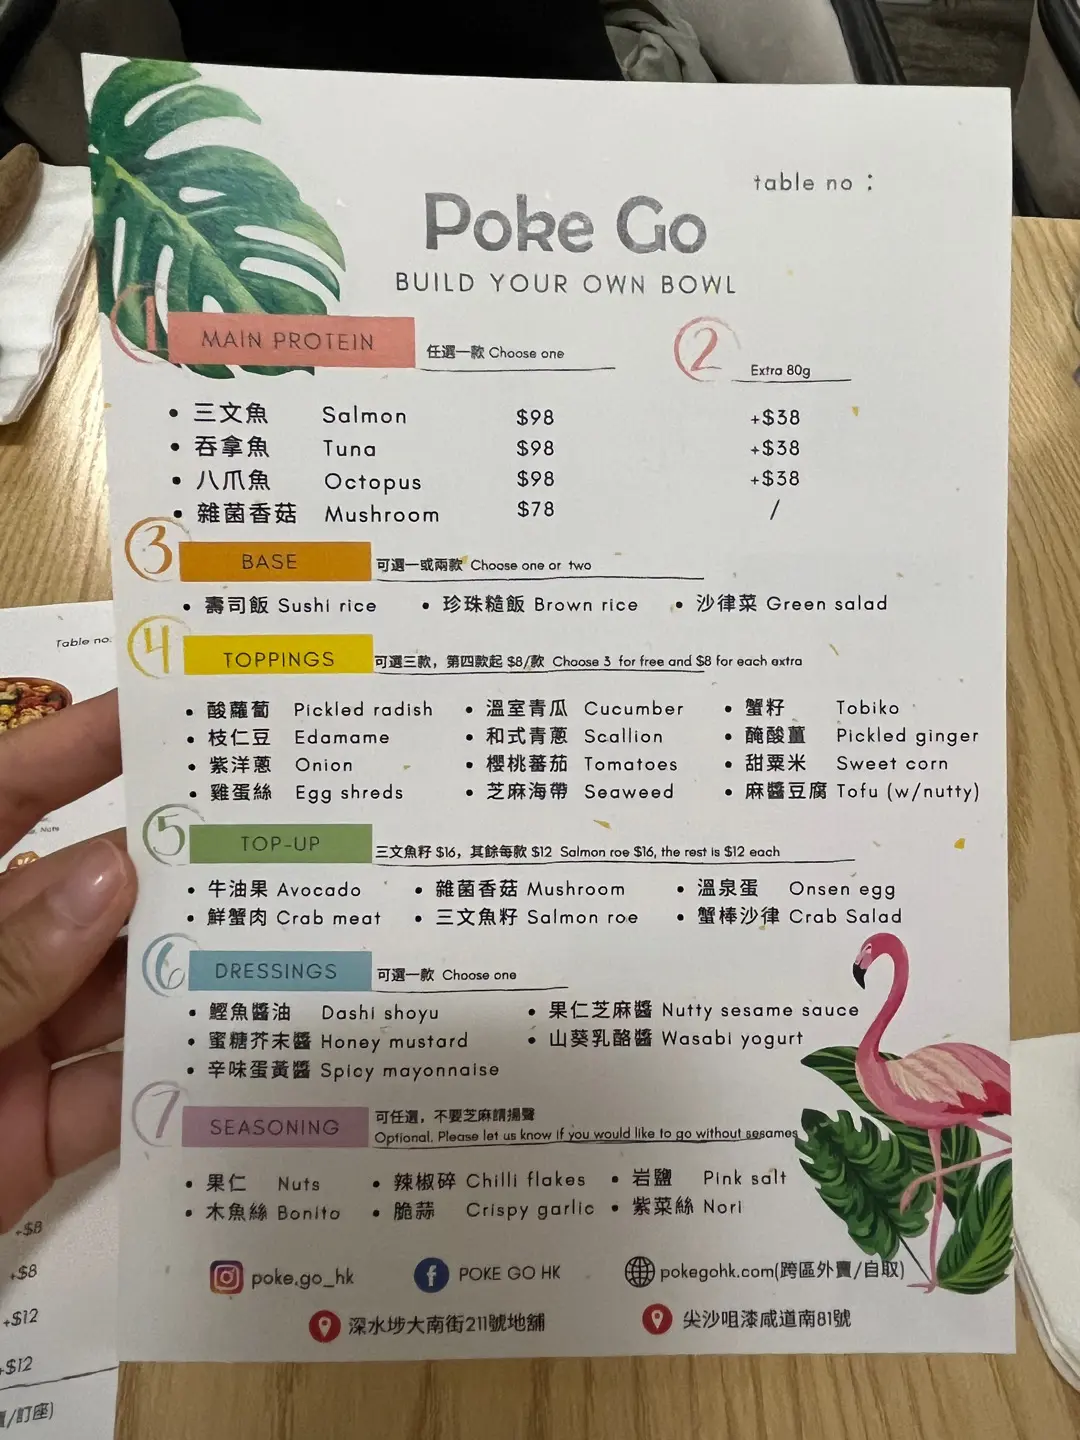 table no：
Poke Go
BUILD YOUR OWN BOWL
1 MAIN PROTEIN 任選一款 Choose one 2 Extra 80g
• 三文魚 Salmon $98 +$38
• 吞拿魚 Tuna $98 +$38
• 八爪魚 Octopus $98 +$38
• 雜菌香菇 Mushroom $78 /
3 BASE 可選一或兩款 Choose one or two
• 壽司飯 Sushi rice • 珍珠糙飯 Brown rice • 沙律菜 Green salad
4 TOPPINGS 可選三款，第四款起 $8/款 Choose 3 for free and $8 for each extra
• 酸蘿蔔 Pickled radish • 溫室青瓜 Cucumber • 蟹籽 Tobiko
• 枝仁豆 Edamame • 和式青蔥 Scallion • 醃酸薑 Pickled ginger
• 紫洋蔥 Onion • 櫻桃蕃茄 Tomatoes • 甜粟米 Sweet corn
• 雞蛋絲 Egg shreds • 芝麻海帶 Seaweed • 麻醬豆腐 Tofu (w/nutty)
5 TOP-UP 三文魚籽 $16，其餘每款 $12 Salmon roe $16, the rest is $12 each
• 牛油果 Avocado • 雜菌香菇 Mushroom • 溫泉蛋 Onsen egg
• 鮮蟹肉 Crab meat • 三文魚籽 Salmon roe • 蟹棒沙律 Crab Salad
6 DRESSINGS 可選一款 Choose one
• 鰹魚醬油 Dashi shoyu • 果仁芝麻醬 Nutty sesame sauce
• 蜜糖芥末醬 Honey mustard • 山葵乳酪醬 Wasabi yogurt
• 辛味蛋黃醬 Spicy mayonnaise
7 SEASONING 可任選，不要芝麻請揚聲
Optional. Please let us know if you would like to go without sesames
• 果仁 Nuts • 辣椒碎 Chilli flakes • 岩鹽 Pink salt
• 木魚絲 Bonito • 脆蒜 Crispy garlic • 紫菜絲 Nori
poke.go_hk POKE GO HK pokegohk.com(跨區外賣/自取)
深水埗大南街211號地舖 尖沙咀漆咸道南81號
Table no:
Nuts
+$8
+$8
+$12
+$12
/訂座)